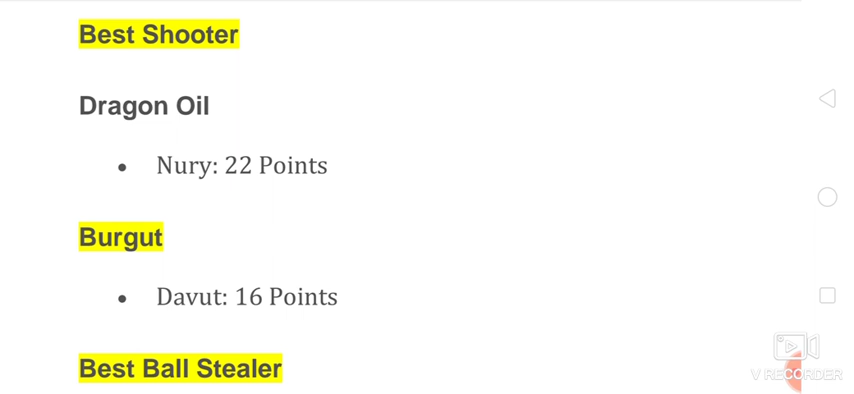 Best Shooter
Dragon Oil
• Nury: 22 Points
Burgut
• Davut: 16 Points
Best Ball Stealer
V RECORDER